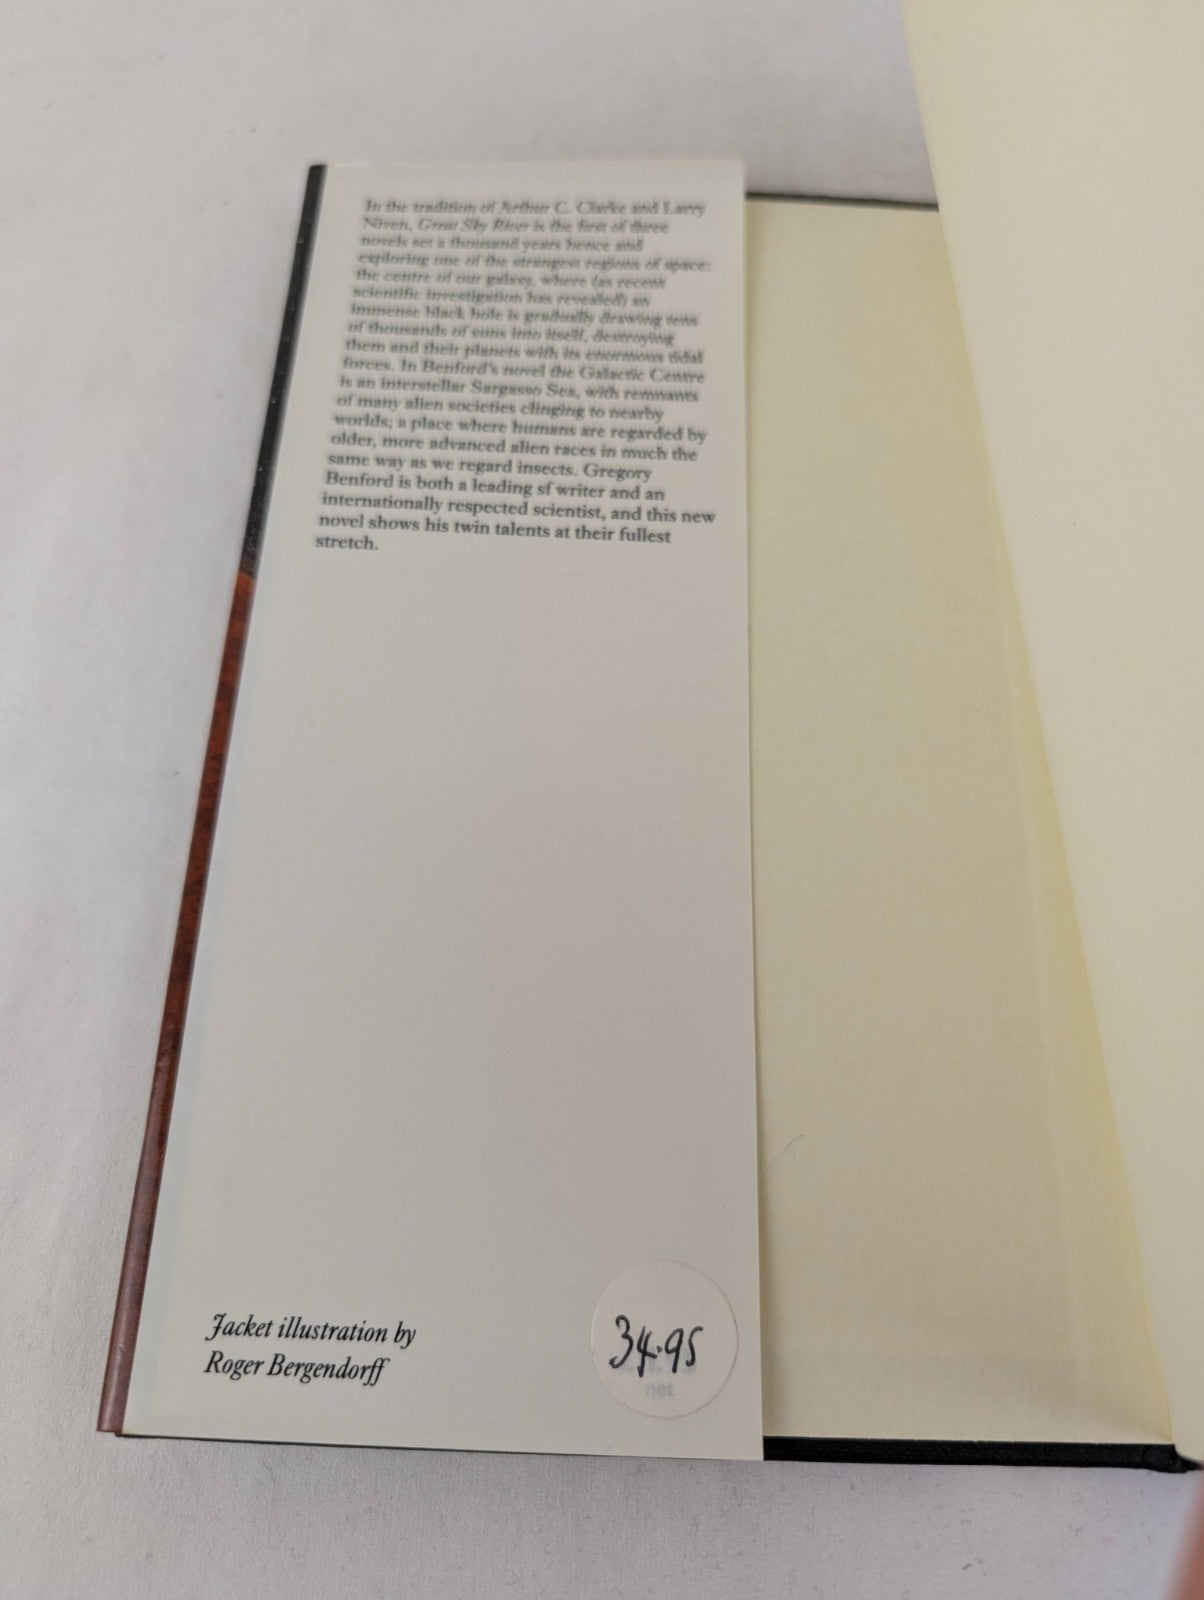 In the tradition of Arthur C. Clarke and Larry
Niven, Great Sky River is the first of three
novels set a thousand years hence and
exploring one of the strangest regions of space:
the centre of our galaxy, where (as recent
scientific investigation has revealed) an
immense black hole is gradually drawing tens
of thousands of suns into itself, destroying
them and their planets with its enormous tidal
forces. In Benford's novel the Galactic Centre
is an interstellar Sargasso Sea, with remnants
of many alien societies clinging to nearby
worlds; a place where humans are regarded by
older, more advanced alien races in much the
same way as we regard insects. Gregory
Benford is both a leading sf writer and an
internationally respected scientist, and this new
novel shows his twin talents at their fullest
stretch.
Jacket illustration by
Roger Bergendorff
34.95
net